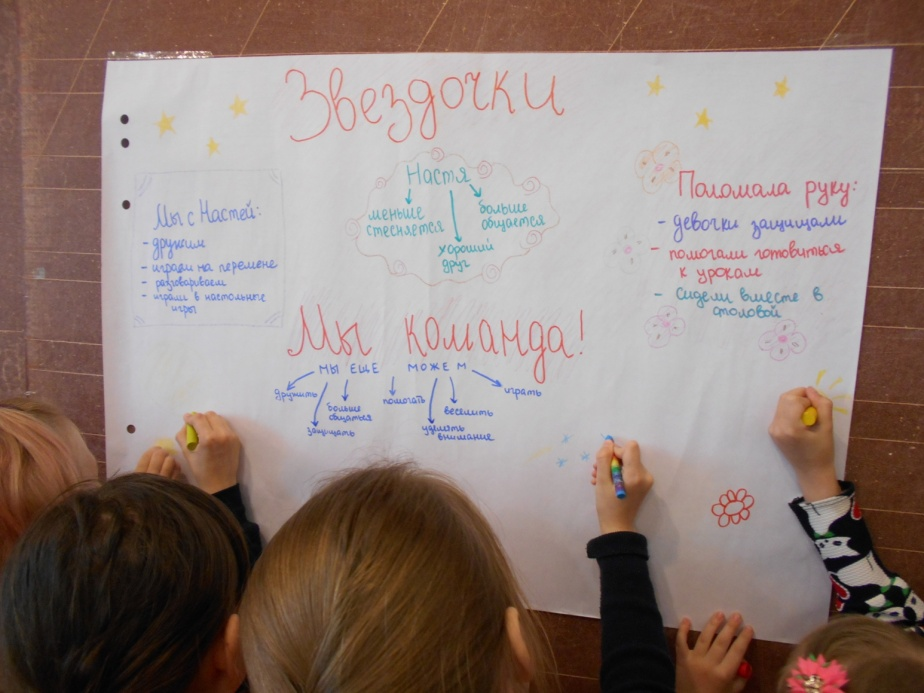 Звездочки
Мы с Настей:
- дружим
- играем на перемене
- разговариваем
- играли в настольные
игры
Настя
меньше
стесняется
хороший
друг
больше
общается
Поломала руку:
- девочки защищали
- помогали готовиться
к урокам
- сидели вместе в
столовой
Мы команда!
МЫ ЕЩЕ МОЖЕМ
дружить
защищать
больше
общаться
помогать
уделять
внимание
веселить
играть